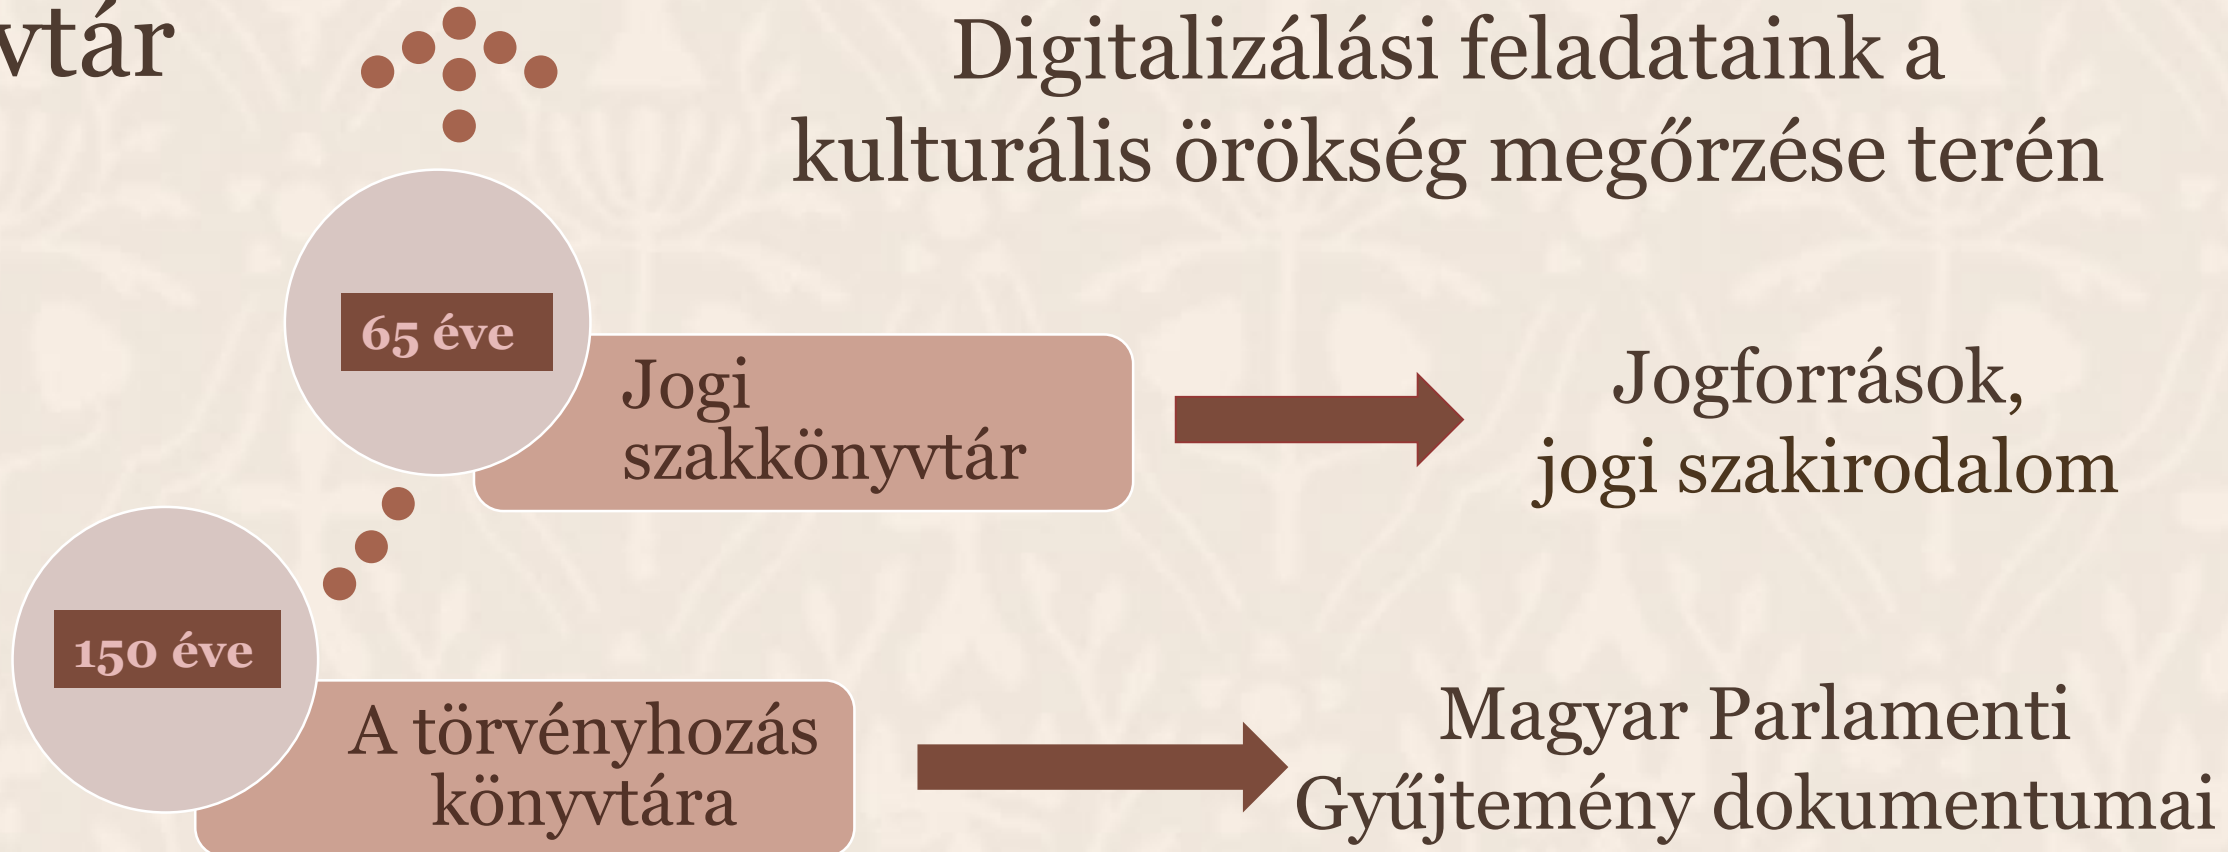 vtár
Digitalizálási feladataink a
kulturális örökség megőrzése terén
65 éve
Jogi
szakkönyvtár
Jogforrások,
jogi szakirodalom
150 éve
A törvényhozás
könyvtára
Magyar Parlamenti
Gyűjtemény dokumentumai